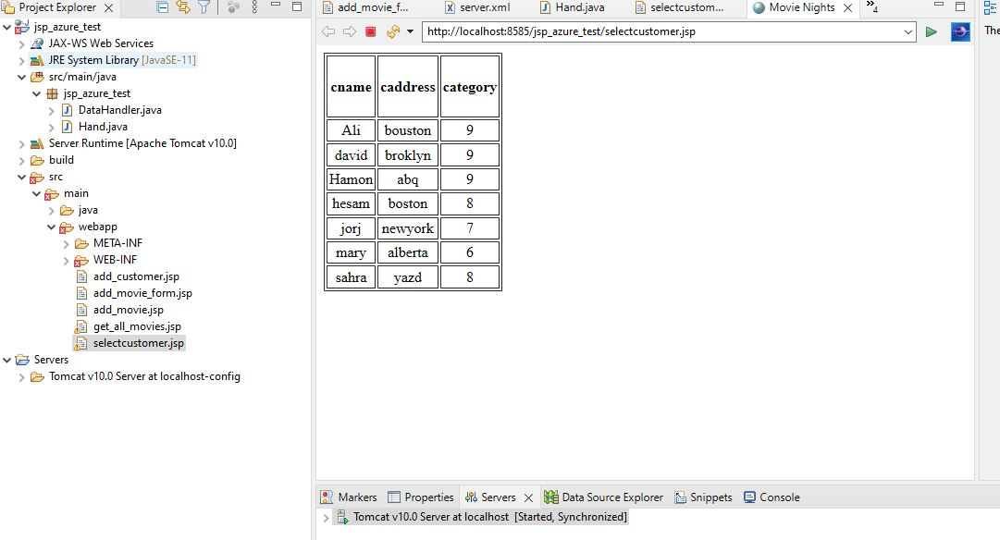 Project Explorer
jsp_azure_test
JAX-WS Web Services
JRE System Library [JavaSE-11]
src/main/java
jsp_azure_test
DataHandler.java
Hand.java
Server Runtime [Apache Tomcat v10.0]
build
src
main
java
webapp
META-INF
WEB-INF
add_customer.jsp
add_movie_form.jsp
add_movie.jsp
get_all_movies.jsp
selectcustomer.jsp
Servers
Tomcat v10.0 Server at localhost-config
add_movie_f... server.xml Hand.java selectcustom... Movie Nights 4
http://localhost:8585/jsp_azure_test/selectcustomer.jsp
cname caddress category
Ali bouston 9
david broklyn 9
Hamon abq 9
hesam boston 8
jorj newyork 7
mary alberta 6
sahra yazd 8
The
Markers Properties Servers Data Source Explorer Snippets Console
Tomcat v10.0 Server at localhost [Started, Synchronized]